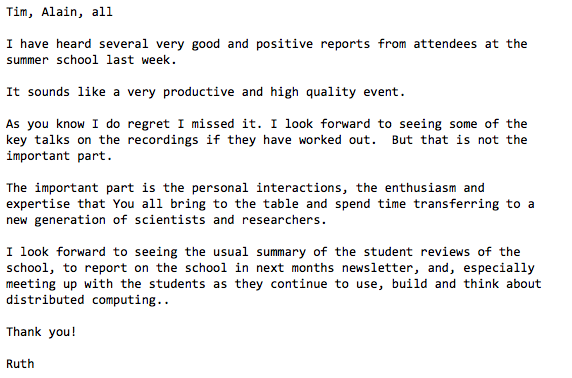 Tim, Alain, all
I have heard several very good and positive reports from attendees at the
summer school last week.
It sounds like a very productive and high quality event.
As you know I do regret I missed it. I look forward to seeing some of the
key talks on the recordings if they have worked out.  But that is not the
important part.
The important part is the personal interactions, the enthusiasm and
expertise that You all bring to the table and spend time transferring to a
new generation of scientists and researchers.
I look forward to seeing the usual summary of the student reviews of the
school, to report on the school in next months newsletter, and, especially
meeting up with the students as they continue to use, build and think about
distributed computing..
Thank you!
Ruth